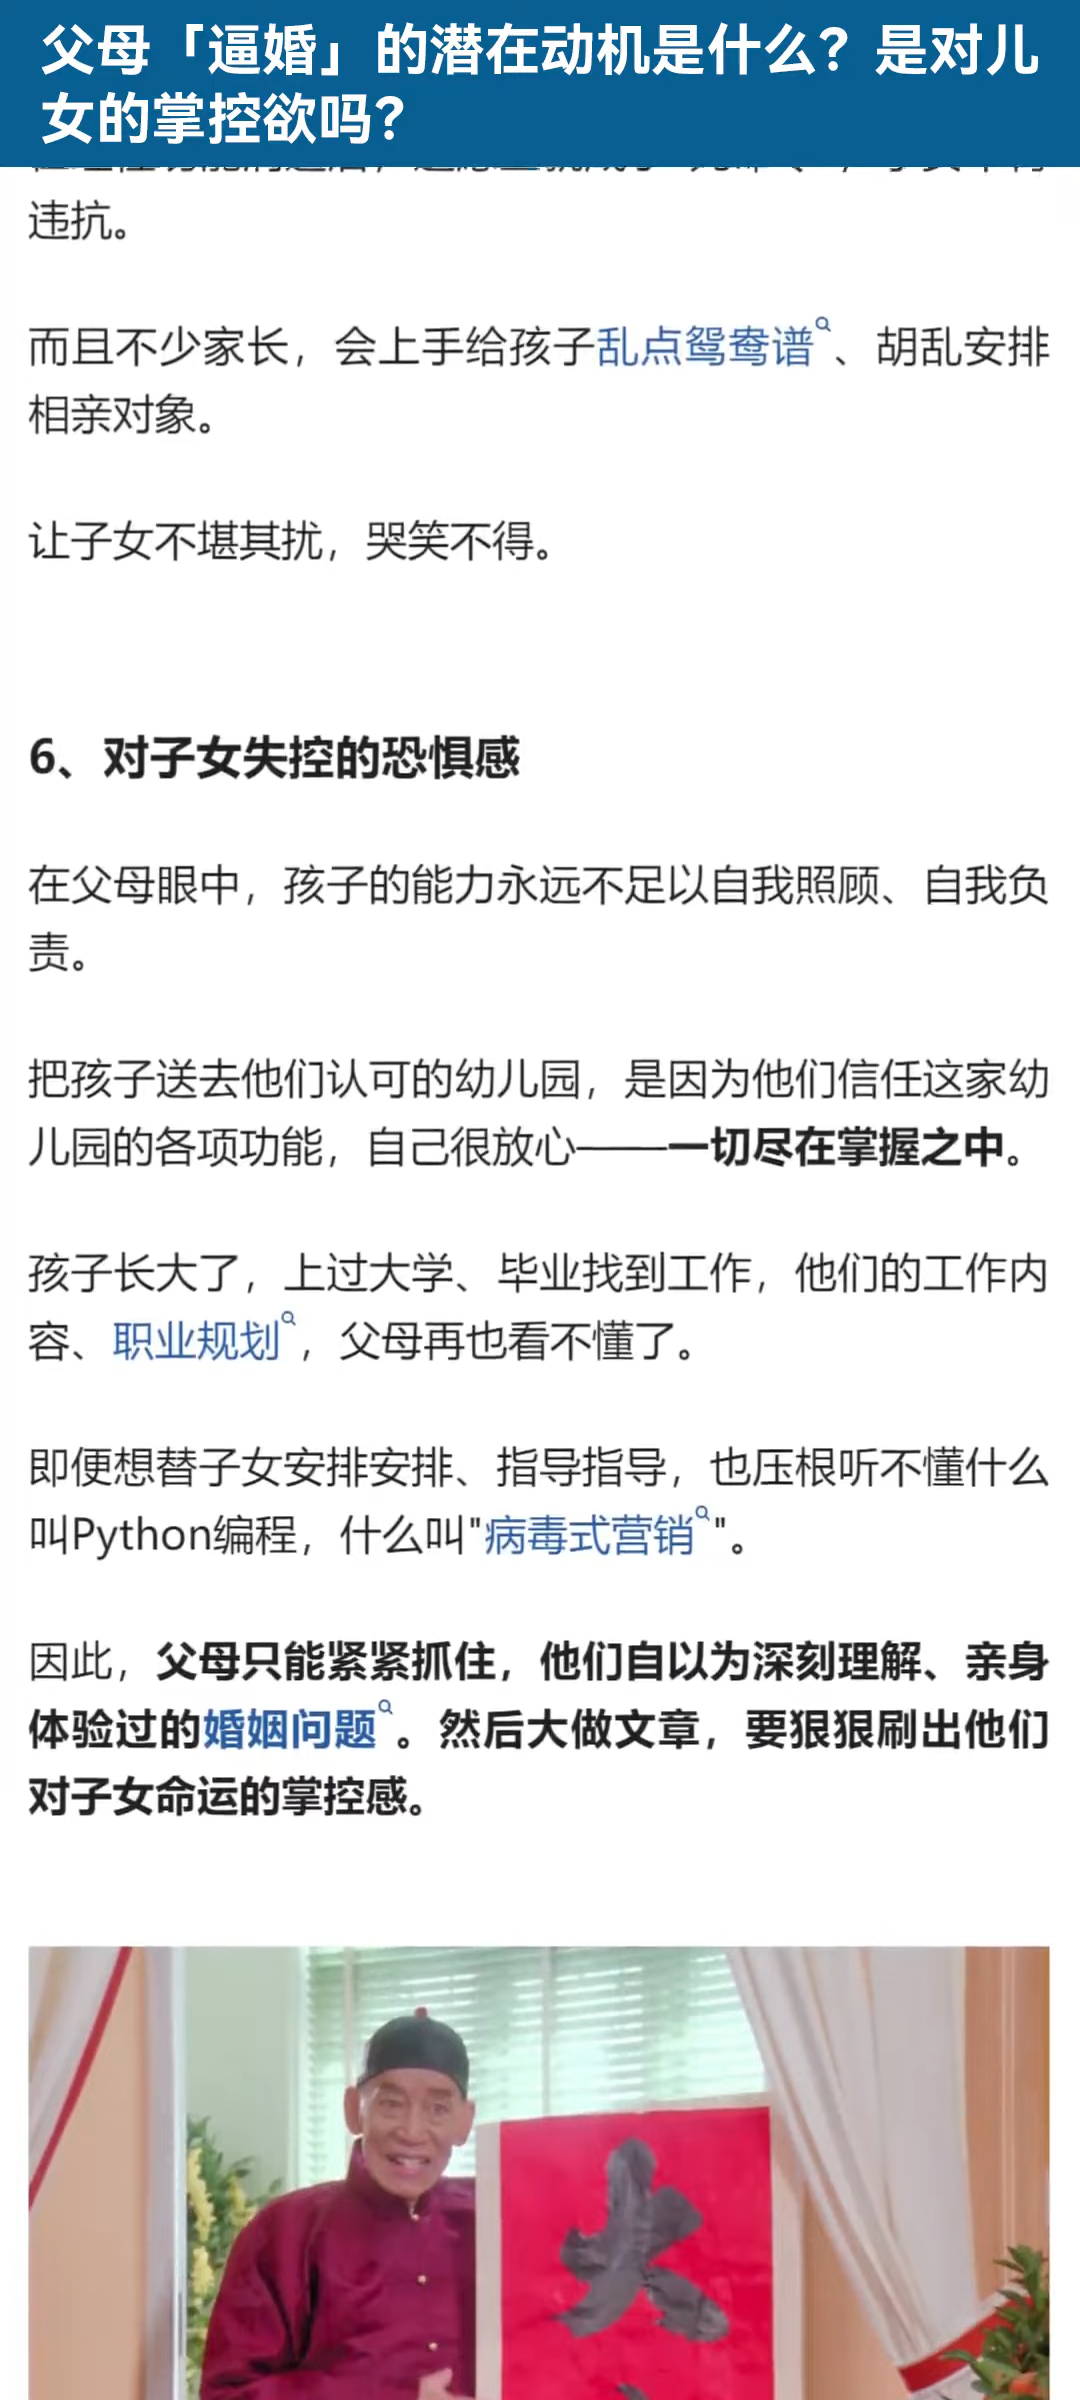 父母「逼婚」的潜在动机是什么？是对儿
女的掌控欲吗？
违抗。
而且不少家长，会上手给孩子乱点鸳鸯谱、胡乱安排
相亲对象。
让子女不堪其扰，哭笑不得。
6、对子女失控的恐惧感
在父母眼中，孩子的能力永远不足以自我照顾、自我负
责。
把孩子送去他们认可的幼儿园，是因为他们信任这家幼
儿园的各项功能，自己很放心——一切尽在掌握之中。
孩子长大了，上过大学、毕业找到工作，他们的工作内
容、职业规划，父母再也看不懂了。
即便想替子女安排安排、指导指导，也压根听不懂什么
叫Python编程，什么叫"病毒式营销"。
因此，父母只能紧紧抓住，他们自以为深刻理解、亲身
体验过的婚姻问题。然后大做文章，要狠狠刷出他们
对子女命运的掌控感。
大